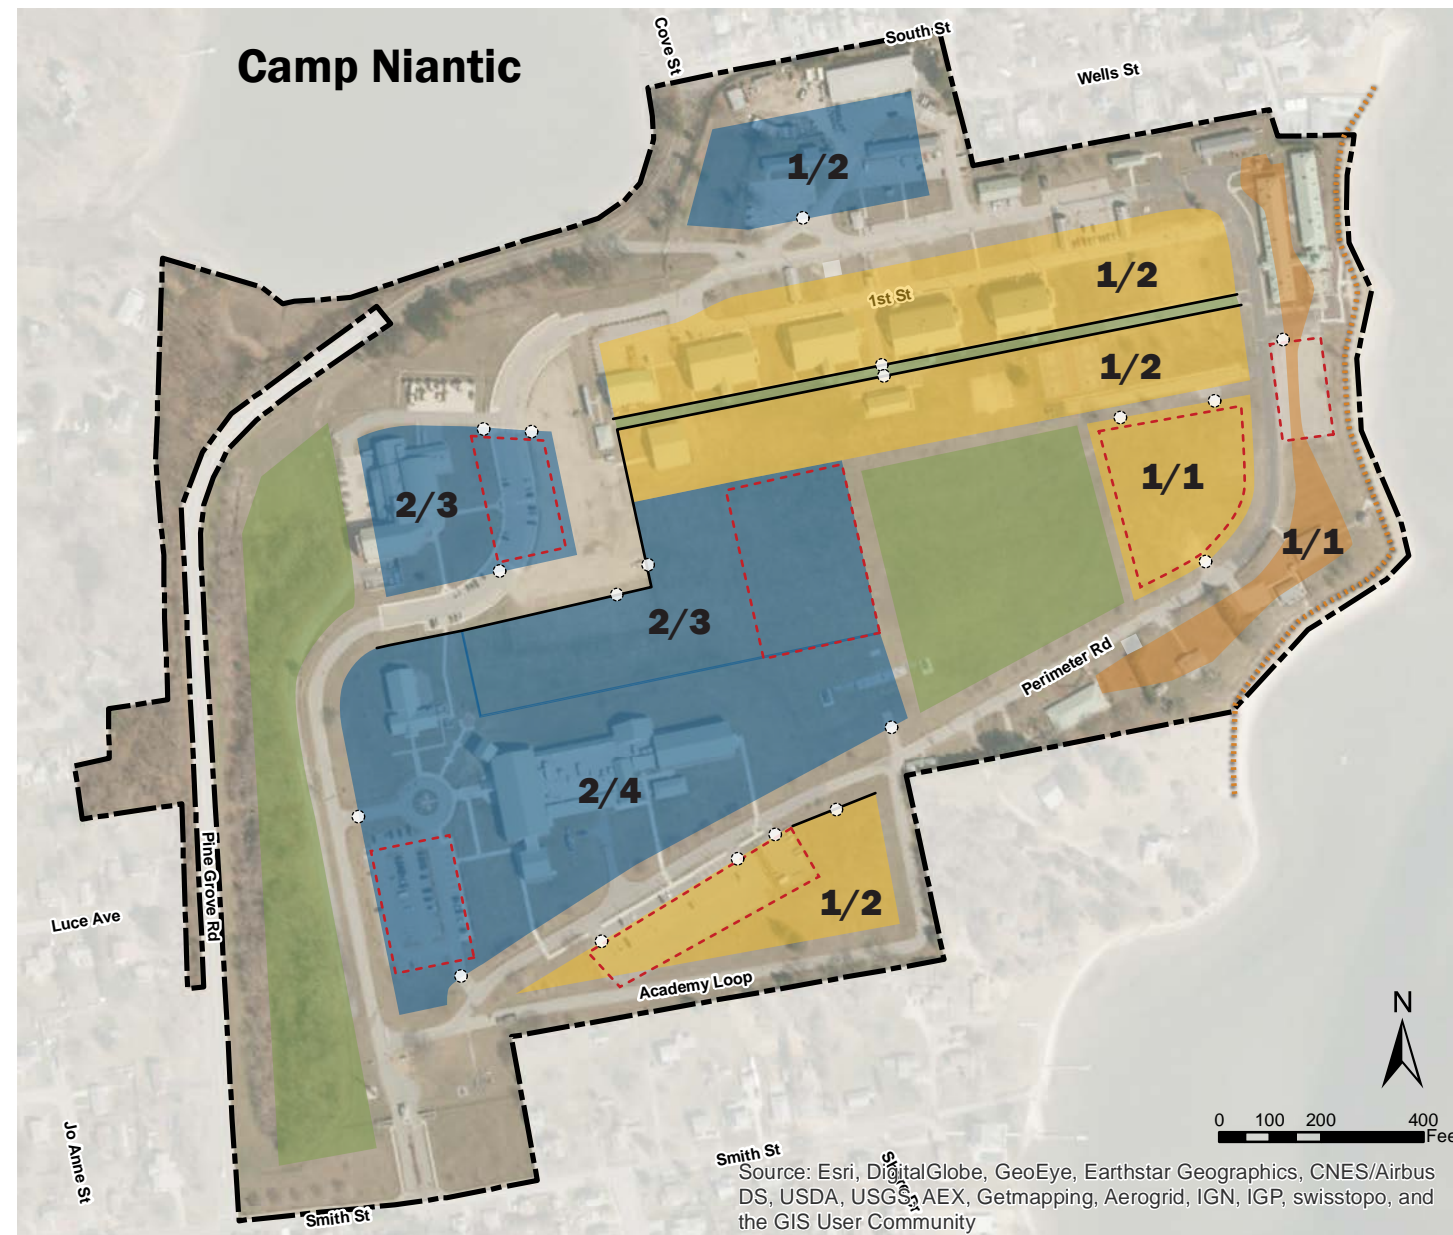 Camp Niantic
Cove St
South St
Wells St
1/2
1/2
1st St
1/2
1/1
2/3
1/1
2/3
Perimeter Rd
2/4
Pine Grove Rd
1/2
Luce Ave
Academy Loop
N
0 100 200 400
Fee
Jo Anne St
Smith St
Smith St
Source: Esri, DigitalGlobe, GeoEye, Earthstar Geographics, CNES/Airbus
DS, USDA, USGS, AEX, Getmapping, Aerogrid, IGN, IGP, swisstopo, and
the GIS User Community